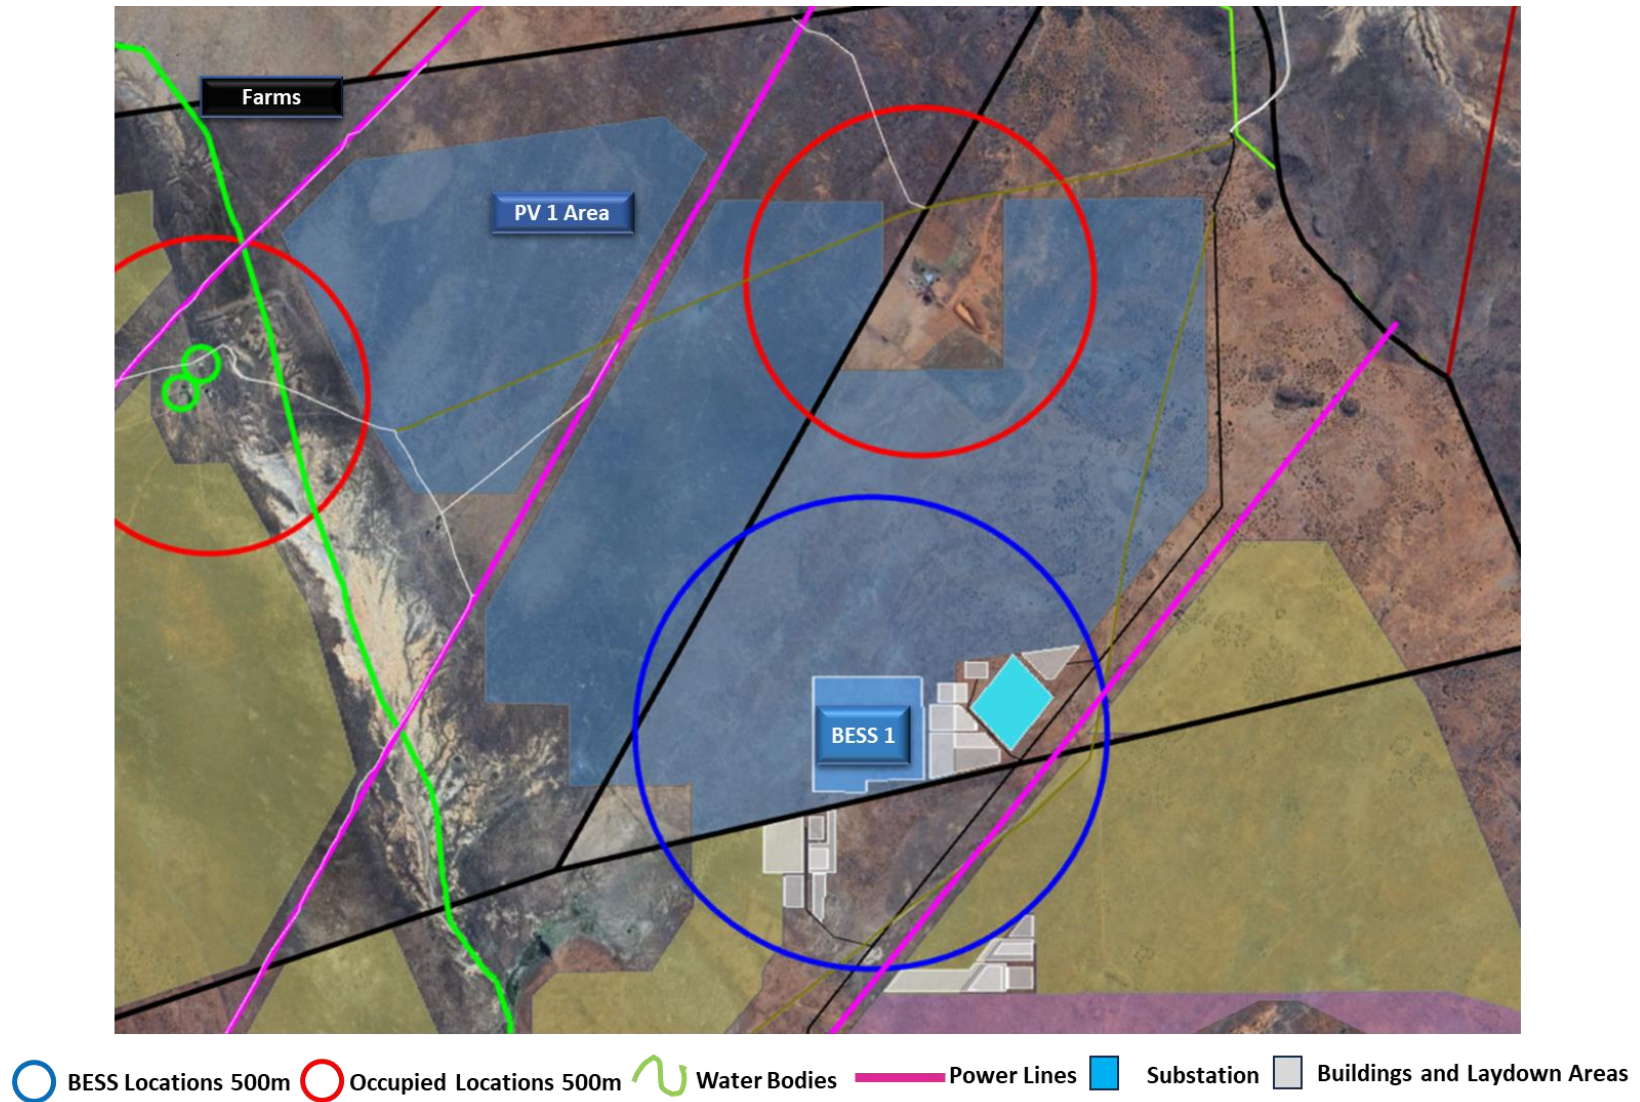 Farms
PV 1 Area
BESS 1
BESS Locations 500m
Occupied Locations 500m
Water Bodies
Power Lines
Substation
Buildings and Laydown Areas